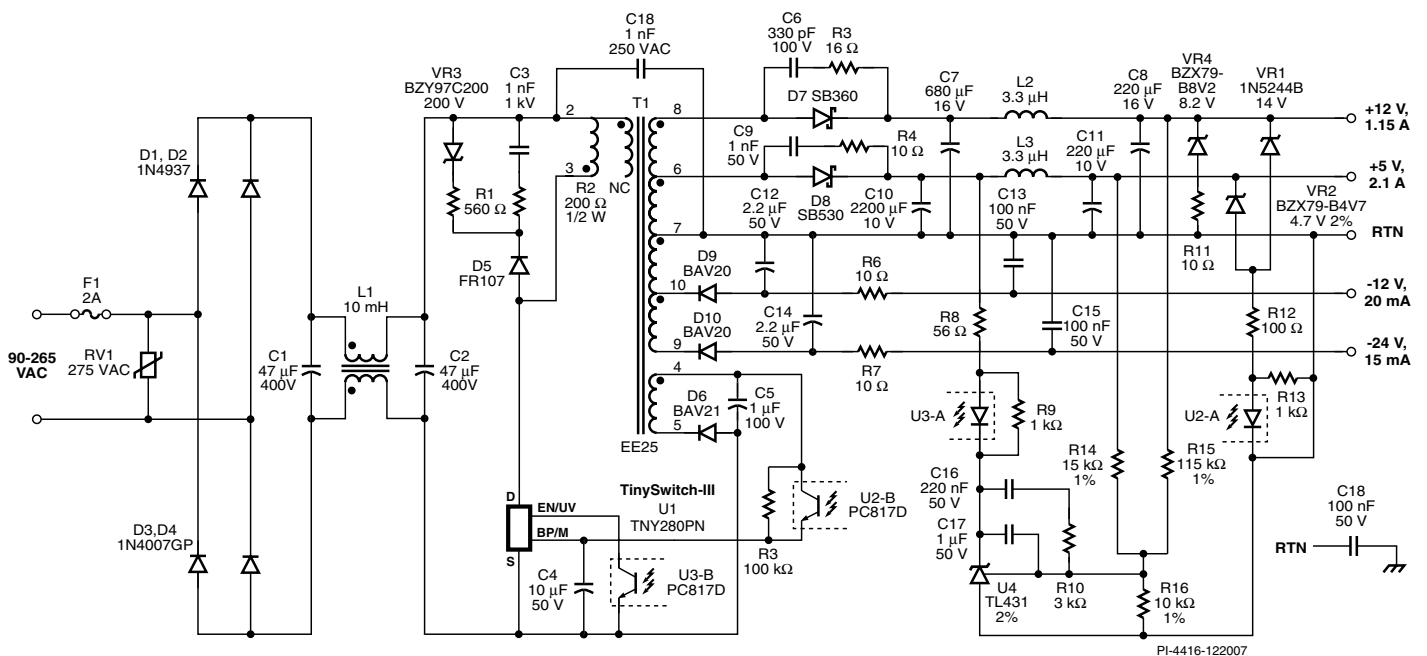 C18
1 nF
250 VAC
C6
330 pF
100 V
R3
16 Ω
VR3
BZY97C200
200 V
C3
1 nF
1 kV
D7 SB360
C7
680 µF
16 V
L2
3.3 µH
C8
220 µF
16 V
VR4
BZX79-
B8V2
8.2 V
VR1
1N5244B
14 V
+12 V,
1.15 A
T1
2
8
D1, D2
1N4937
C9
1 nF
50 V
R4
10 Ω
L3
3.3 µH
C11
220 µF
10 V
+5 V,
2.1 A
3
NC
6
R1
560 Ω
R2
200 Ω
1/2 W
C12
2.2 µF
50 V
D8
SB530
C10
2200 µF
10 V
C13
100 nF
50 V
VR2
BZX79-B4V7
4.7 V 2%
7
RTN
R11
10 Ω
D5
FR107
D9
BAV20
R6
10 Ω
10
-12 V,
20 mA
F1
2A
L1
10 mH
D10
BAV20
C14
2.2 µF
50 V
R8
56 Ω
C15
100 nF
50 V
R12
100 Ω
9
R7
10 Ω
-24 V,
15 mA
90-265
VAC
RV1
275 VAC
C1
47 µF
400V
C2
47 µF
400V
4
D6
BAV21
C5
1 µF
100 V
5
EE25
U3-A
R9
1 kΩ
U2-A
R13
1 kΩ
R14
15 kΩ
1%
R15
115 kΩ
1%
TinySwitch-III
U1
TNY280PN
D
EN/UV
BP/M
S
U2-B
PC817D
R3
100 kΩ
C16
220 nF
50 V
C17
1 µF
50 V
C18
100 nF
50 V
RTN
D3,D4
1N4007GP
C4
10 µF
50 V
U3-B
PC817D
U4
TL431
2%
R10
3 kΩ
R16
10 kΩ
1%
PI-4416-122007